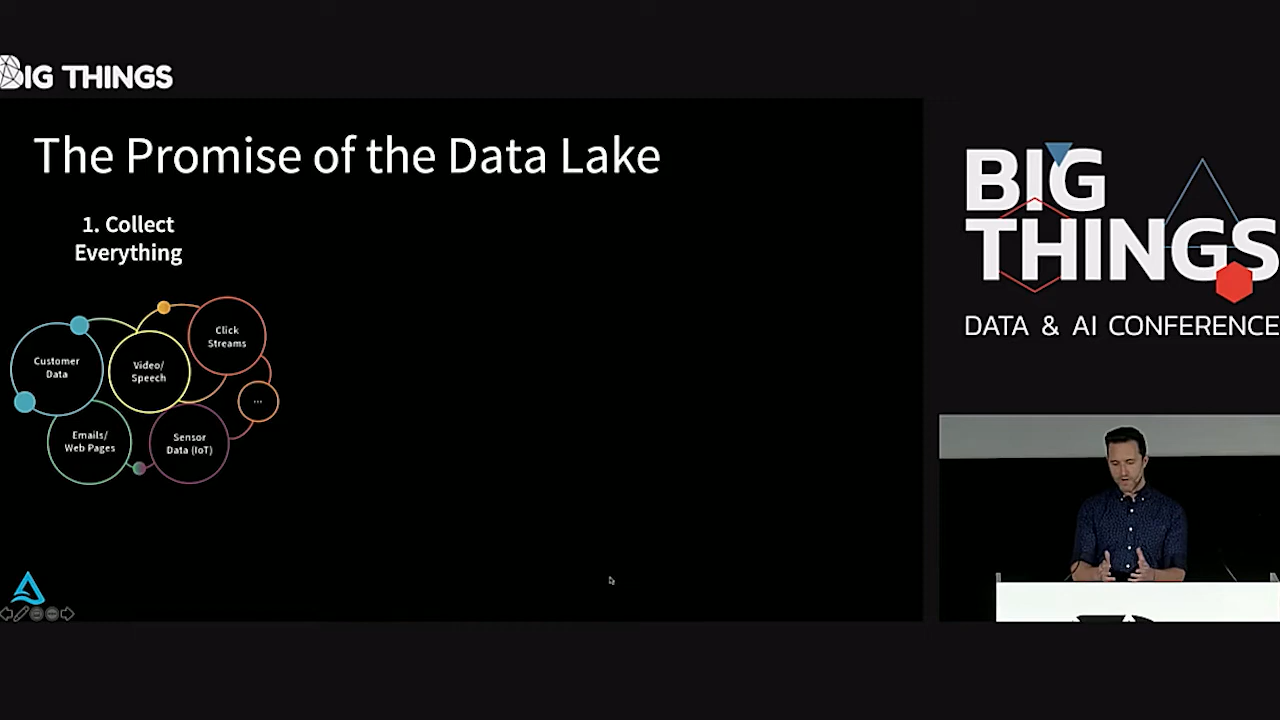 BIG THINGS
The Promise of the Data Lake
1. Collect
Everything
Click
Streams
Customer
Data
Video/
Speech
...
Emails/
Web Pages
Sensor
Data (IoT)
BIG
THINGS
DATA & AI CONFERENCE